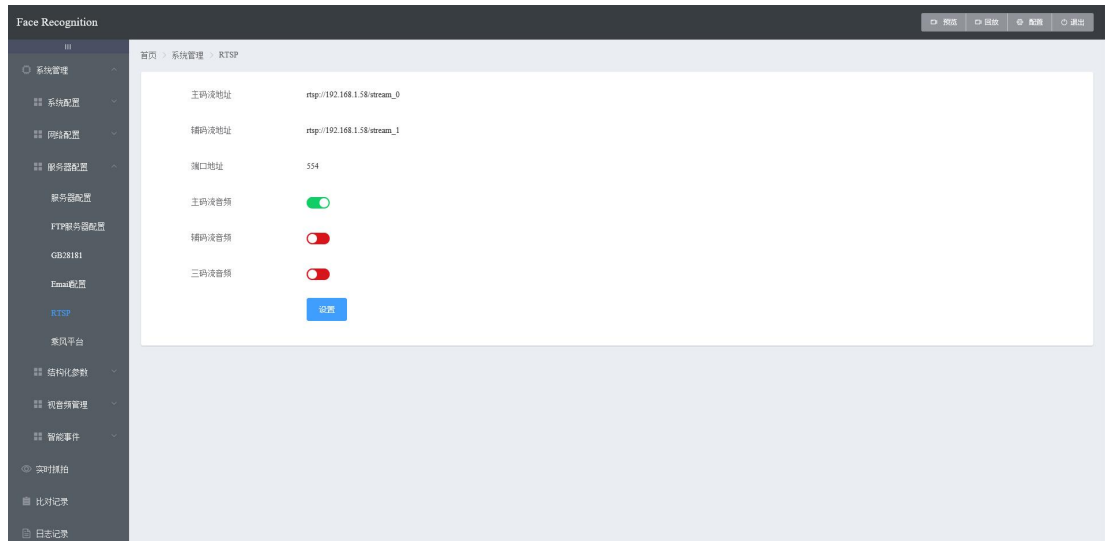 Face Recognition
预览 回放 配置 退出
系统管理
系统配置
网络配置
服务器配置
服务器配置
FTP服务器配置
GB28181
Email配置
RTSP
乘风平台
结构化参数
视音频管理
智能事件
实时抓拍
比对记录
日志记录
首页 > 系统管理 > RTSP
主码流地址 rtsp://192.168.1.58/stream_0
辅码流地址 rtsp://192.168.1.58/stream_1
端口地址 554
主码流音频
辅码流音频
三码流音频
设置